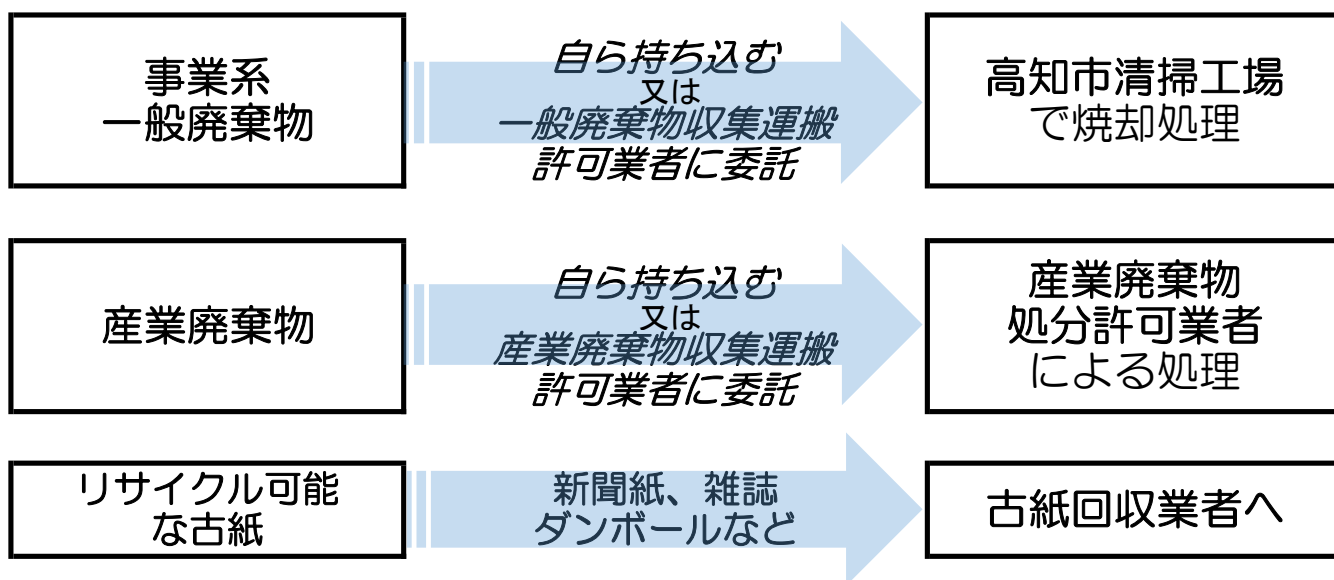 事業系
一般廃棄物
自ら持ち込む
又は
一般廃棄物収集運搬
許可業者に委託
高知市清掃工場
で焼却処理
産業廃棄物
自ら持ち込む
又は
産業廃棄物収集運搬
許可業者に委託
産業廃棄物
処分許可業者
による処理
リサイクル可能
な古紙
新聞紙、雑誌
ダンボールなど
古紙回収業者へ